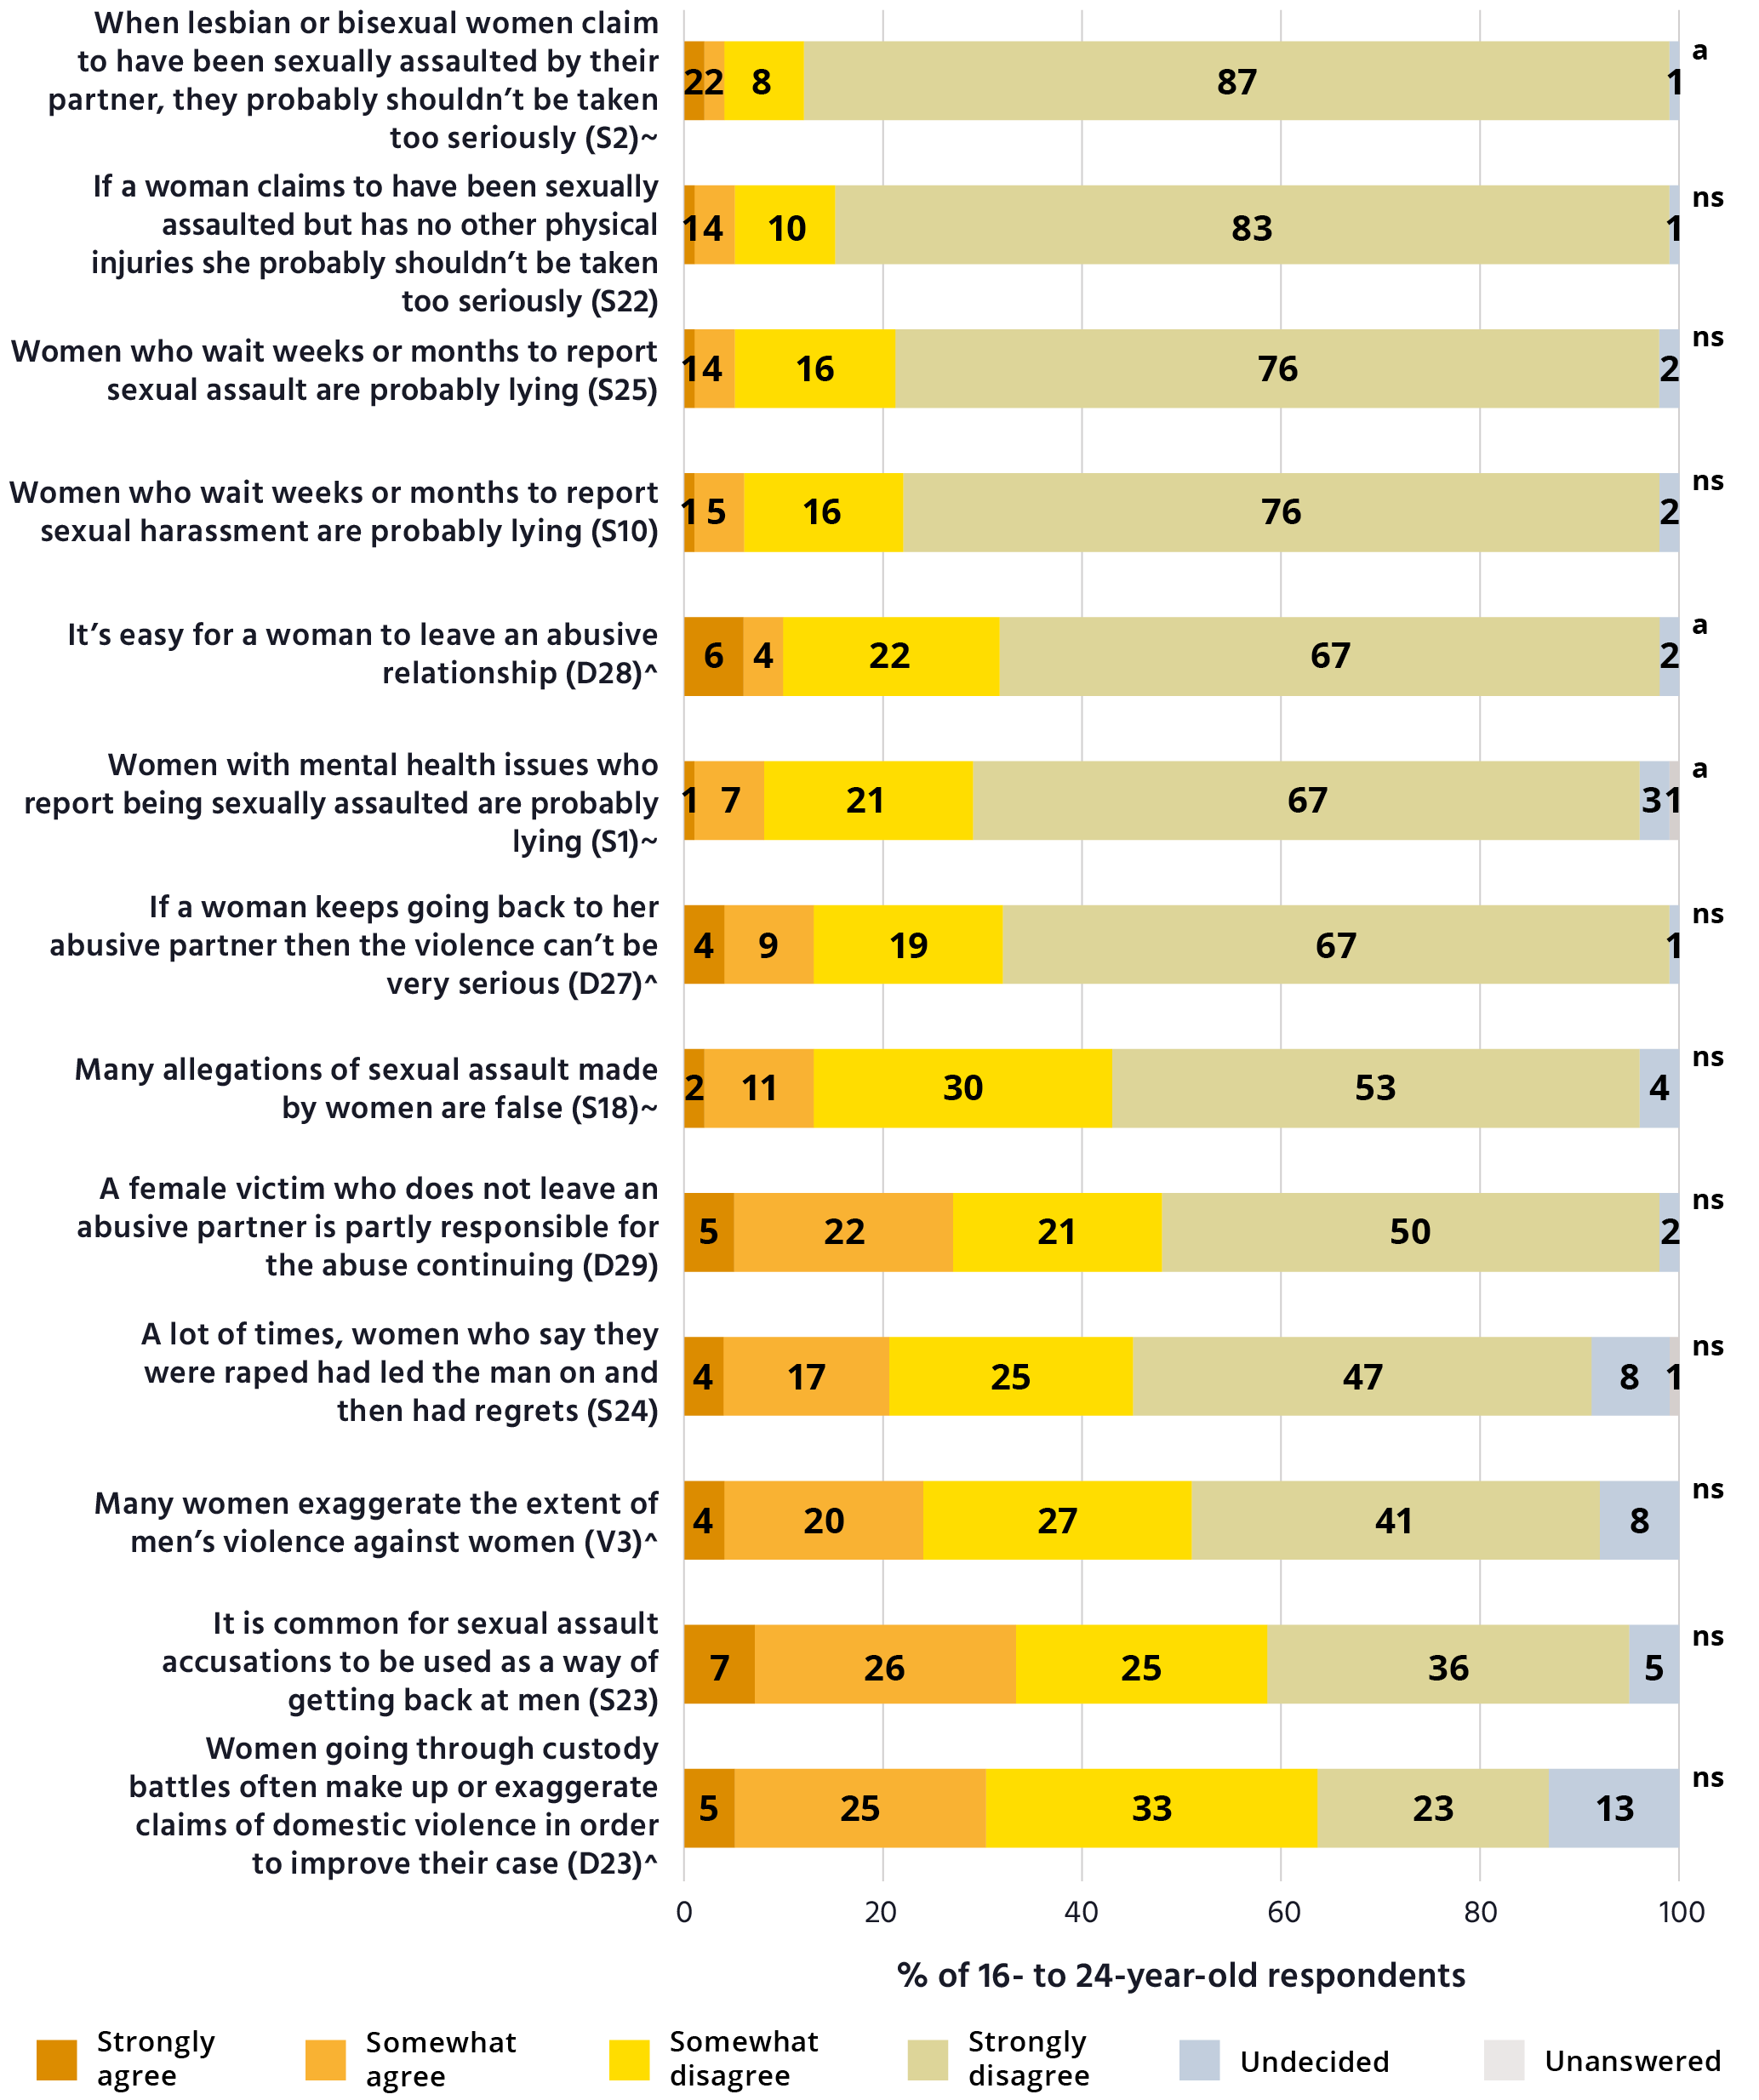 When lesbian or bisexual women claim
to have been sexually assaulted by their
partner, they probably shouldn’t be taken
too seriously (S2)~
2 2 8 87 1 a
If a woman claims to have been sexually
assaulted but has no other physical
injuries she probably shouldn’t be taken
too seriously (S22)
1 4 10 83 1 ns
Women who wait weeks or months to report
sexual assault are probably lying (S25)
1 4 16 76 2 ns
Women who wait weeks or months to report
sexual harassment are probably lying (S10)
1 5 16 76 2 ns
It’s easy for a woman to leave an abusive
relationship (D28)^
6 4 22 67 2 a
Women with mental health issues who
report being sexually assaulted are probably
lying (S1)~
1 7 21 67 3 1 a
If a woman keeps going back to her
abusive partner then the violence can’t be
very serious (D27)^
4 9 19 67 1 ns
Many allegations of sexual assault made
by women are false (S18)~
2 11 30 53 4 ns
A female victim who does not leave an
abusive partner is partly responsible for
the abuse continuing (D29)
5 22 21 50 2 ns
A lot of times, women who say they
were raped had led the man on and
then had regrets (S24)
4 17 25 47 8 1 ns
Many women exaggerate the extent of
men’s violence against women (V3)^
4 20 27 41 8 ns
It is common for sexual assault
accusations to be used as a way of
getting back at men (S23)
7 26 25 36 5 ns
Women going through custody
battles often make up or exaggerate
claims of domestic violence in order
to improve their case (D23)^
5 25 33 23 13 ns
0 20 40 60 80 100
% of 16- to 24-year-old respondents
Strongly
agree
Somewhat
agree
Somewhat
disagree
Strongly
disagree
Undecided
Unanswered